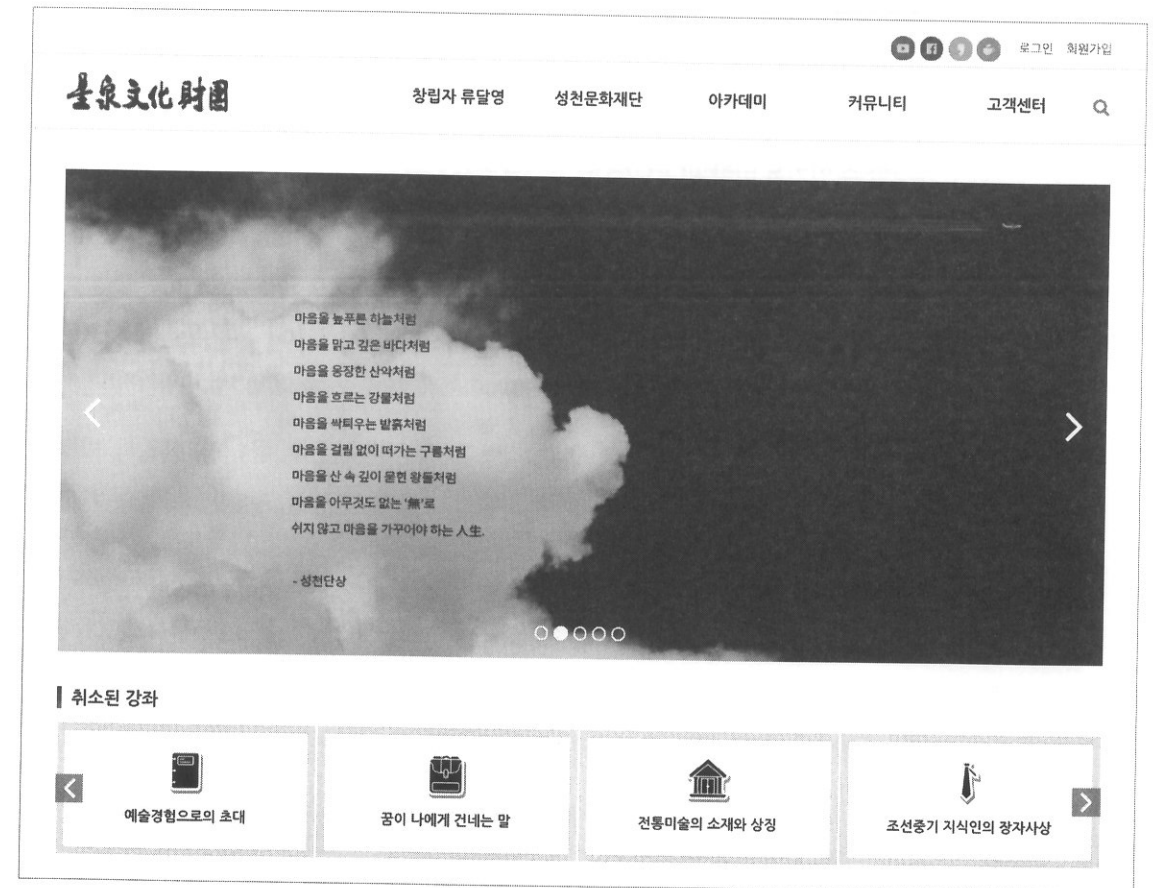 로그인 회원가입
星泉文化財團
창립자 류달영 성천문화재단 아카데미 커뮤니티 고객센터
마음을 높푸른 하늘처럼
마음을 맑고 깊은 바다처럼
마음을 웅장한 산악처럼
마음을 흐르는 강물처럼
마음을 싹틔우는 밭흙처럼
마음을 걸림 없이 떠가는 구름처럼
마음을 산 속 깊이 묻힌 왕돌처럼
마음을 아무것도 없는 '無'로
쉬지 않고 마음을 가꾸어야 하는 人生.
- 성천단상
취소된 강좌
예술경험으로의 초대
꿈이 나에게 건네는 말
전통미술의 소재와 상징
조선중기 지식인의 장자사상